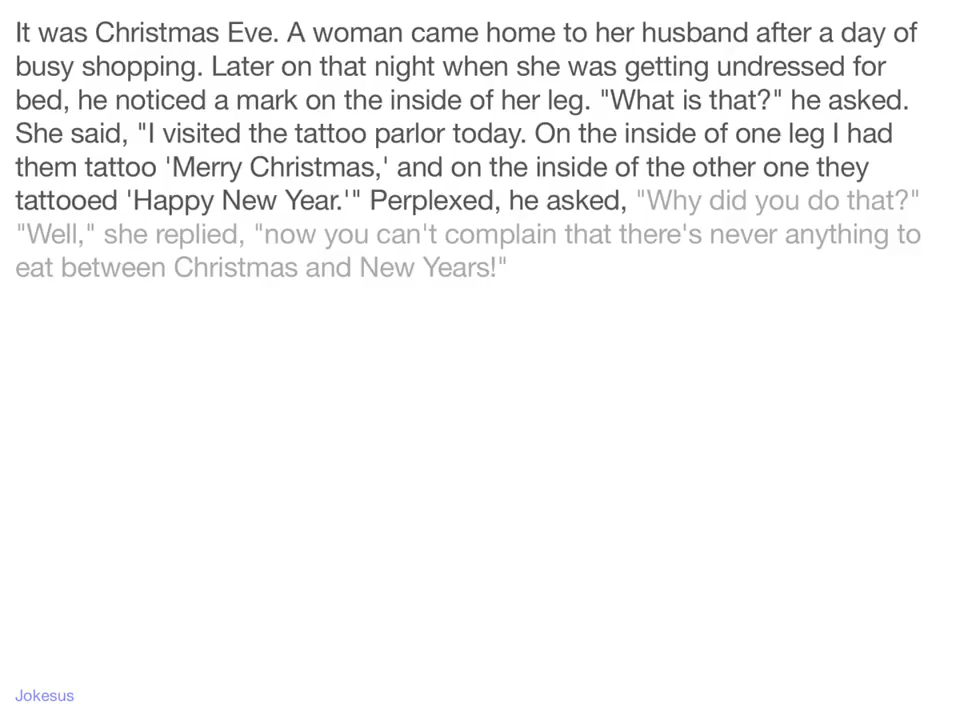 It was Christmas Eve. A woman came home to her husband after a day of
busy shopping. Later on that night when she was getting undressed for
bed, he noticed a mark on the inside of her leg. "What is that?" he asked.
She said, "I visited the tattoo parlor today. On the inside of one leg I had
them tattoo 'Merry Christmas,' and on the inside of the other one they
tattooed 'Happy New Year.'" Perplexed, he asked, "Why did you do that?"
"Well," she replied, "now you can't complain that there's never anything to
eat between Christmas and New Years!"
Jokesus